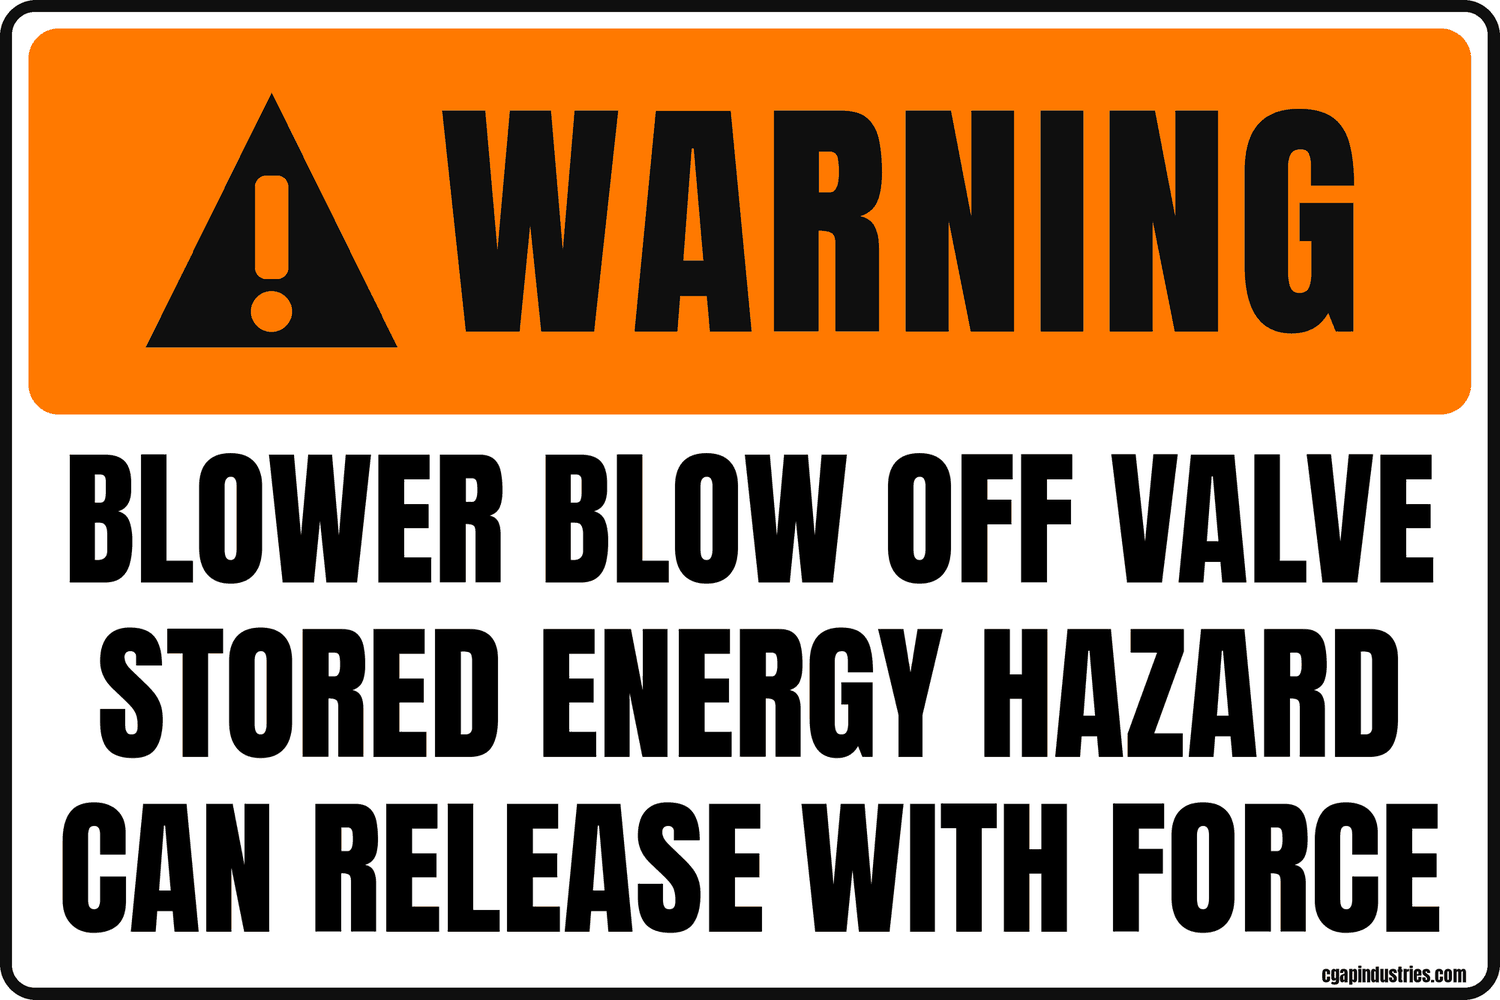 WARNING
BLOWER BLOW OFF VALVE
STORED ENERGY HAZARD
CAN RELEASE WITH FORCE
cgapindustries.com